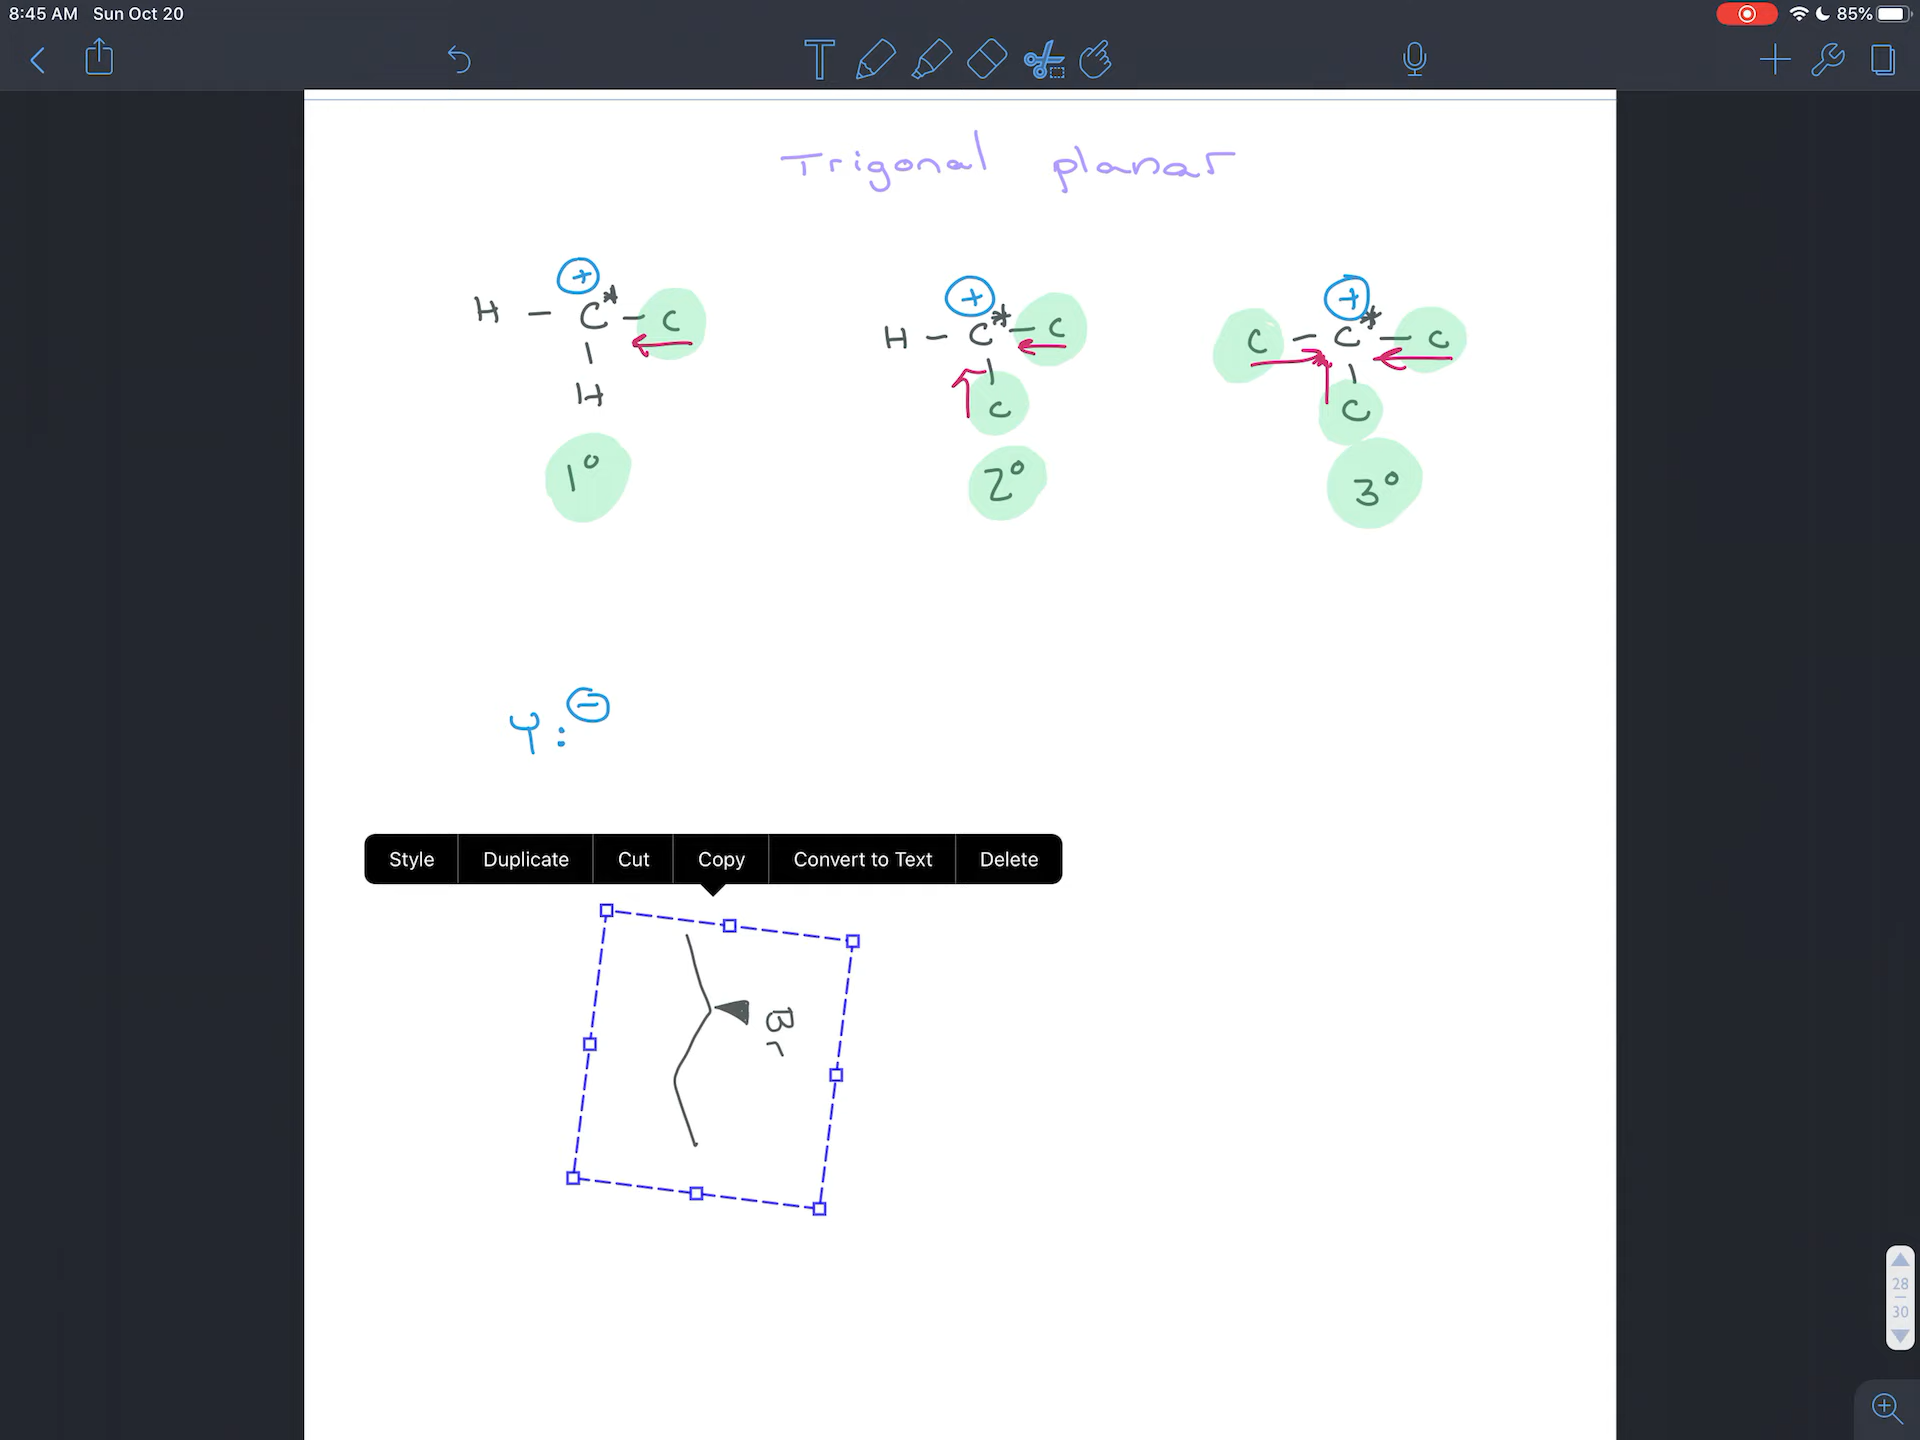 8:45 AM Sun Oct 20
85%
T
Trigonal planar
+ + +
H - C* - C
H
1°
H - C* - C
C
2°
C - C* - C
C
3°
Y: -
Style Duplicate Cut Copy Convert to Text Delete
Br
28
30